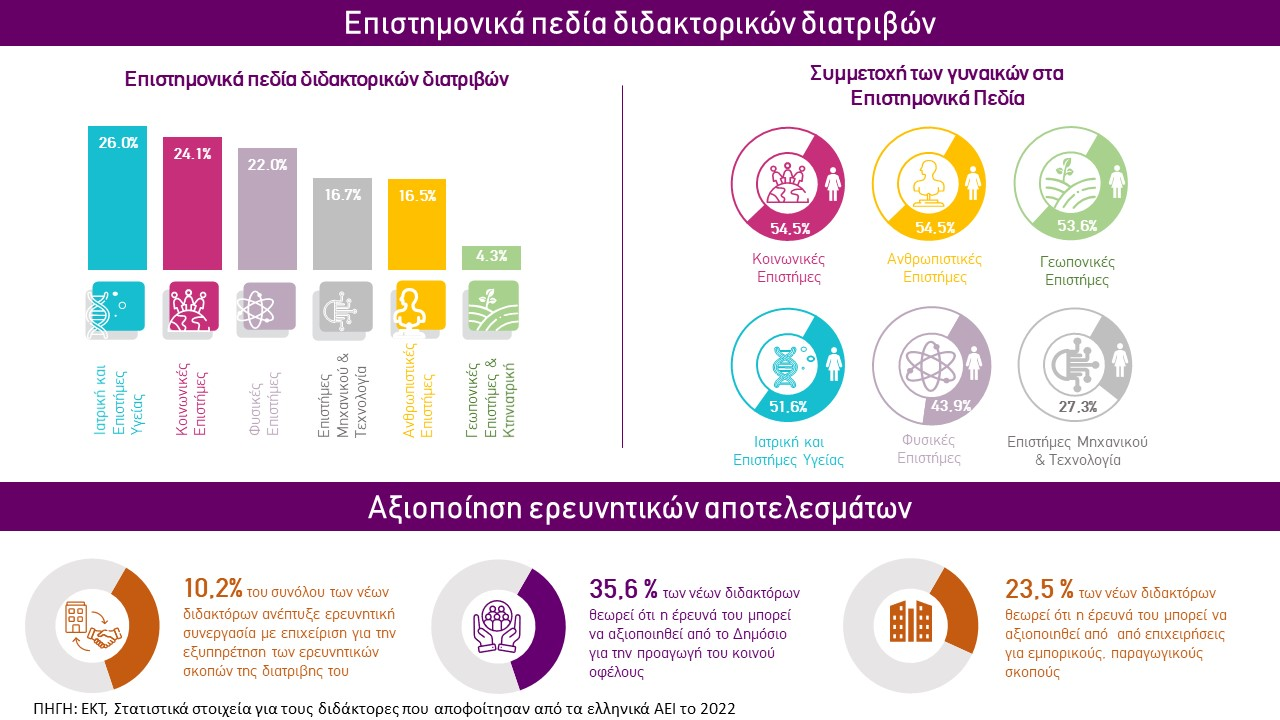 Επιστημονικά πεδία διδακτορικών διατριβών
Επιστημονικά πεδία διδακτορικών διατριβών
26.0%
24.1%
22.0%
16.7%
16.5%
4.3%
Ιατρική και
Επιστήμες
Υγείας
Κοινωνικές
Επιστήμες
Φυσικές
Επιστήμες
Επιστήμες
Μηχανικού &
Τεχνολογία
Ανθρωπιστικές
Επιστήμες
Γεωπονικές
Επιστήμες &
Κτηνιατρική
Συμμετοχή των γυναικών στα
Επιστημονικά Πεδία
54,5%
Κοινωνικές
Επιστήμες
54,5%
Ανθρωπιστικές
Επιστήμες
53,6%
Γεωπονικές
Επιστήμες
51,6%
Ιατρική και
Επιστήμες Υγείας
43,9%
Φυσικές
Επιστήμες
27,3%
Επιστήμες Μηχανικού
& Τεχνολογία
Αξιοποίηση ερευνητικών αποτελεσμάτων
10,2% του συνόλου των νέων
διδακτόρων ανέπτυξε ερευνητική
συνεργασία με επιχείριση για την
εξυπηρέτηση των ερευνητικών
σκοπών της διατριβης του
35,6 % των νέων διδακτόρων
θεωρεί ότι η έρευνά του μπορεί
να αξιοποιηθεί από το Δημόσιο
για την προαγωγή του κοινού
οφέλους
23,5 % των νέων διδακτόρων
θεωρεί ότι η έρευνά του μπορεί να
αξιοποιηθεί από από επιχειρήσεις
για εμπορικούς, παραγωγικούς
σκοπούς
ΠΗΓΗ: ΕΚΤ, Στατιστικά στοιχεία για τους διδάκτορες που αποφοίτησαν από τα ελληνικά ΑΕΙ το 2022